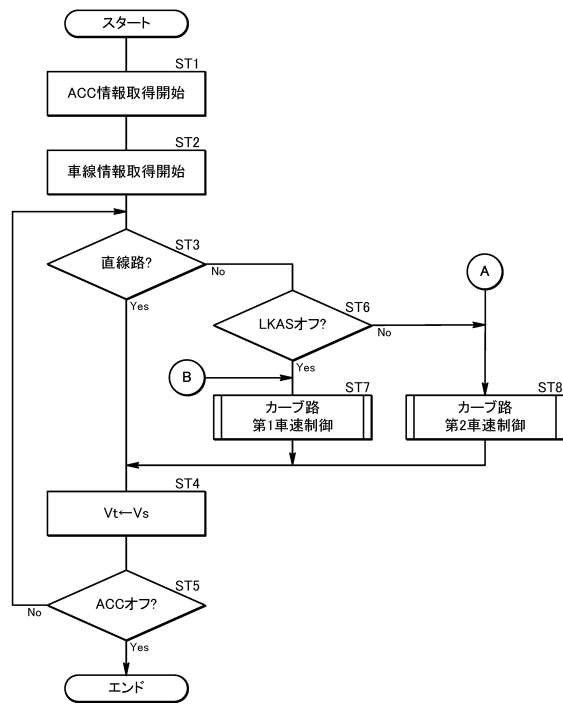 スタート
ST1
ACC情報取得開始
ST2
車線情報取得開始
ST3
直線路?
No
Yes
A
ST6
LKASオフ?
No
Yes
B
ST7
カーブ路
第1車速制御
ST8
カーブ路
第2車速制御
ST4
Vt←Vs
ST5
ACCオフ?
No
Yes
エンド